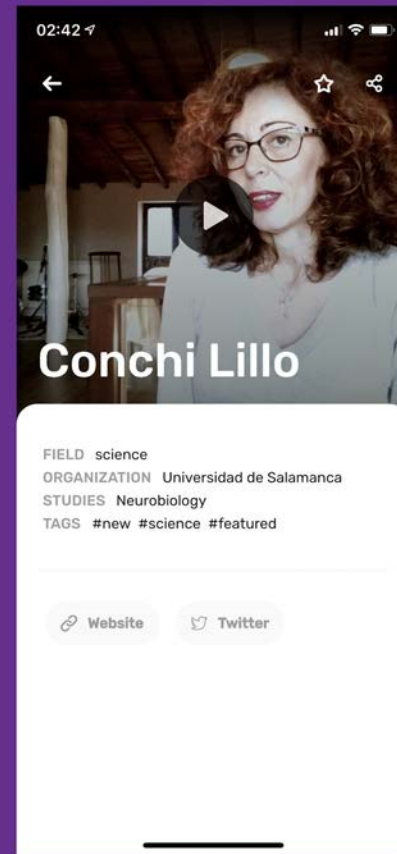 02:42
Conchi Lillo
FIELD science
ORGANIZATION Universidad de Salamanca
STUDIES Neurobiology
TAGS #new #science #featured
Website
Twitter